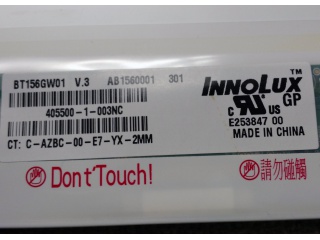 BT156GW01 V.3 AB1560001 301
INNOLUX™
GP
C US
E253847 00
MADE IN CHINA
405500-1-003NC
CT: C-AZBC-00-E7-YX-2MM
Don't Touch!
請勿碰觸